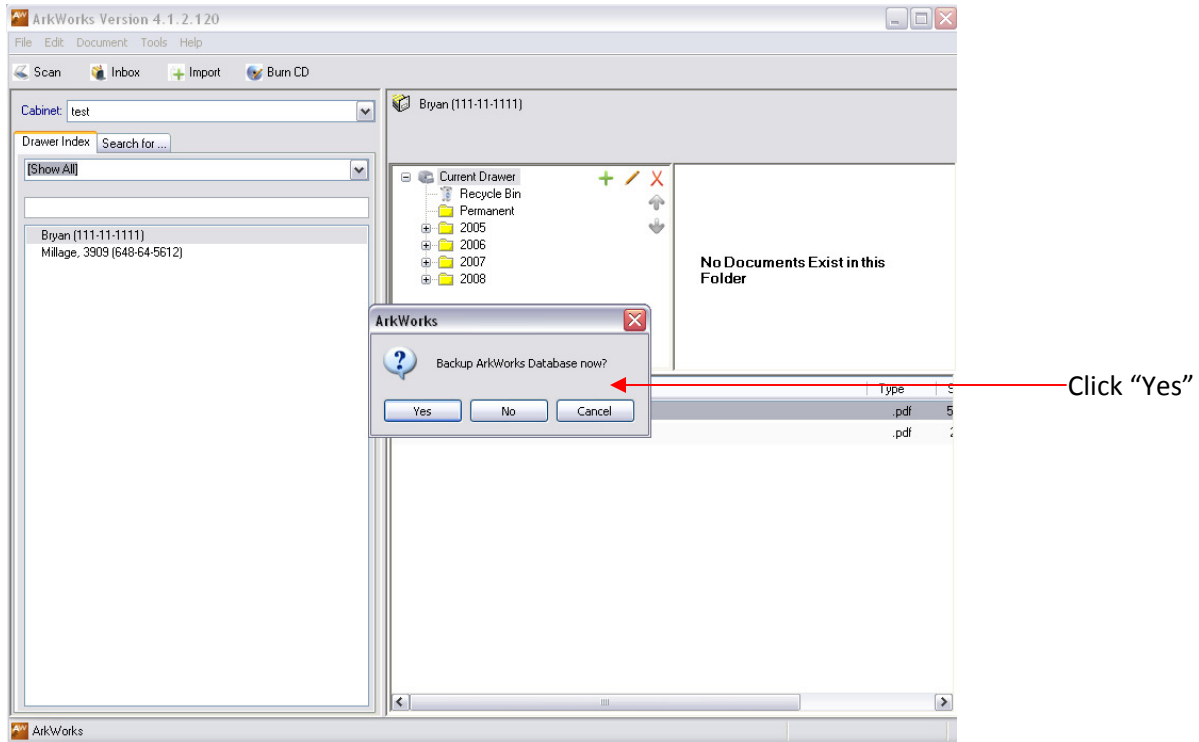 ArkWorks Version 4.1.2.120
File Edit Document Tools Help
Scan Inbox Import Burn CD
Cabinet: test
Drawer Index Search for ...
[Show All]
Bryan (111-11-1111)
Millage, 3909 (648-64-5612)
Bryan (111-11-1111)
Current Drawer
Recycle Bin
Permanent
2005
2006
2007
2008
No Documents Exist in this
Folder
ArkWorks
Backup ArkWorks Database now?
Yes No Cancel
Click “Yes”
Type S
.pdf 5
.pdf
ArkWorks